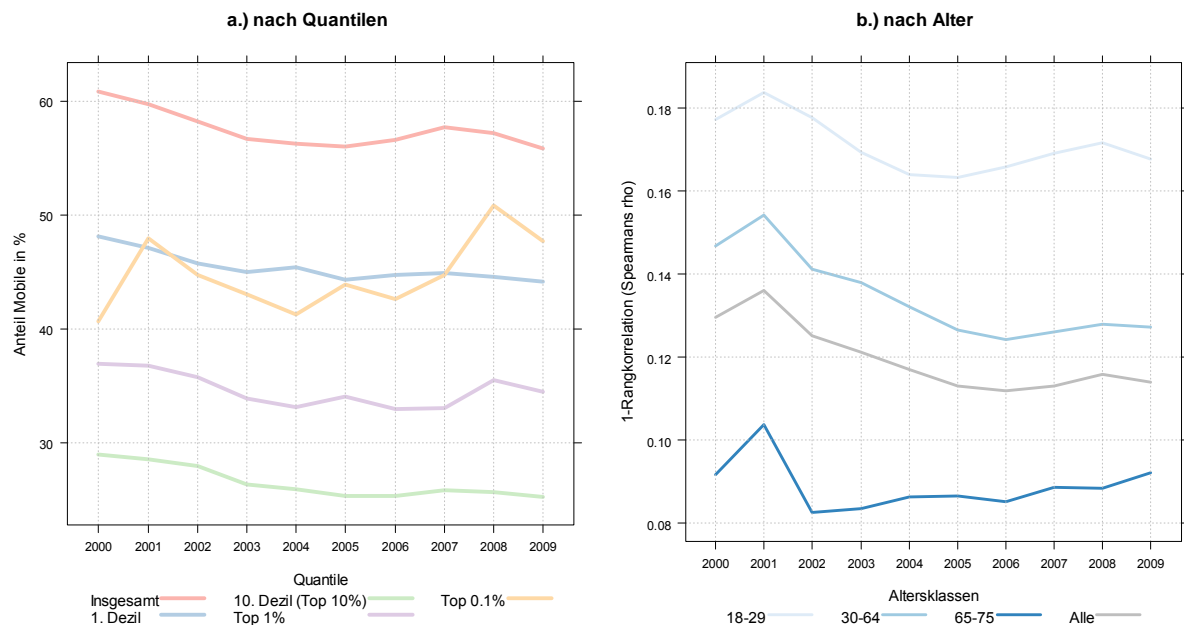 a.) nach Quantilen
Anteil Mobile in %
60
50
40
30
2000 2001 2002 2003 2004 2005 2006 2007 2008 2009
Quantile
Insgesamt 10. Dezil (Top 10%) Top 0.1%
1. Dezil Top 1%
b.) nach Alter
1-Rangkorrelation (Spearmans rho)
0.18
0.16
0.14
0.12
0.10
0.08
2000 2001 2002 2003 2004 2005 2006 2007 2008 2009
Altersklassen
18-29 30-64 65-75 Alle